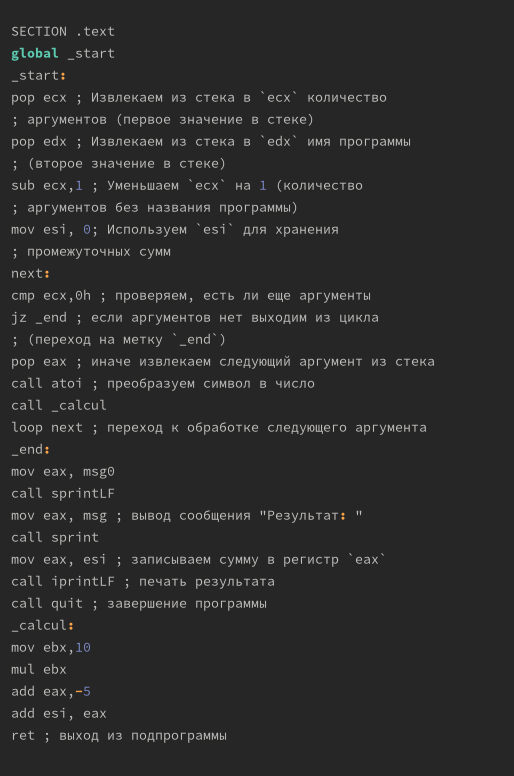 SECTION .text
global _start
_start:
pop ecx ; Извлекаем из стека в `ecx` количество
; аргументов (первое значение в стеке)
pop edx ; Извлекаем из стека в `edx` имя программы
; (второе значение в стеке)
sub ecx,1 ; Уменьшаем `ecx` на 1 (количество
; аргументов без названия программы)
mov esi, 0; Используем `esi` для хранения
; промежуточных сумм
next:
cmp ecx,0h ; проверяем, есть ли еще аргументы
jz _end ; если аргументов нет выходим из цикла
; (переход на метку `_end`)
pop eax ; иначе извлекаем следующий аргумент из стека
call atoi ; преобразуем символ в число
call _calcul
loop next ; переход к обработке следующего аргумента
_end:
mov eax, msg0
call sprintLF
mov eax, msg ; вывод сообщения "Результат: "
call sprint
mov eax, esi ; записываем сумму в регистр `eax`
call iprintLF ; печать результата
call quit ; завершение программы
_calcul:
mov ebx,10
mul ebx
add eax,-5
add esi, eax
ret ; выход из подпрограммы